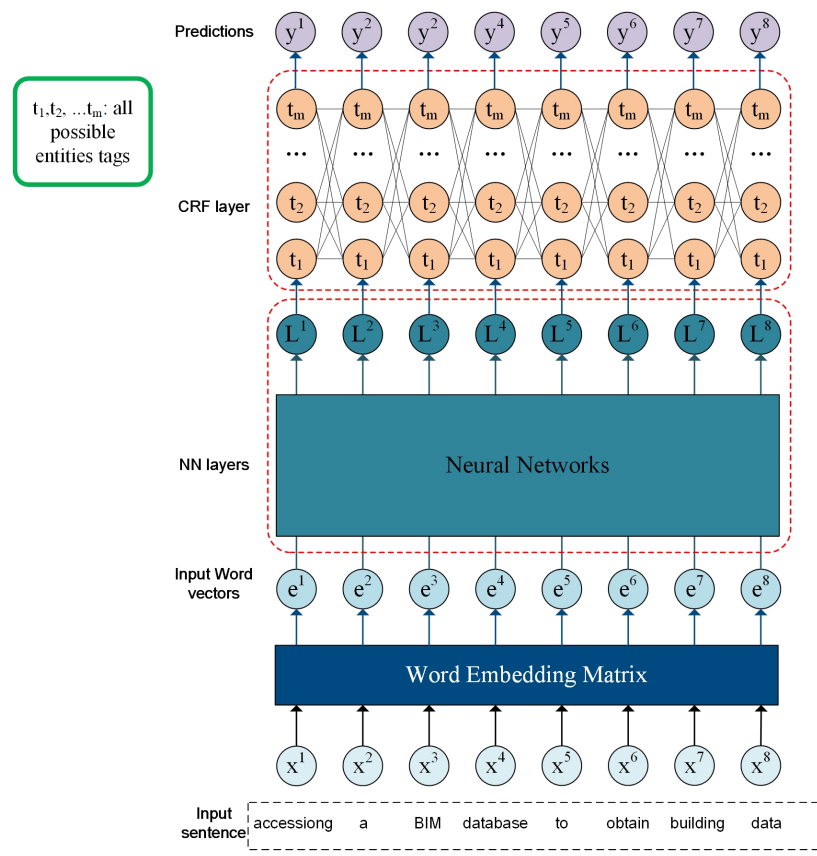 Predictions y¹ y² y² y⁴ y⁵ y⁶ y⁷ y⁸
t₁,t₂, ...tₘ: all
possible
entities tags
tₘ tₘ tₘ tₘ tₘ tₘ tₘ tₘ
... ... ... ... ... ... ... ...
CRF layer t₂ t₂ t₂ t₂ t₂ t₂ t₂ t₂
t₁ t₁ t₁ t₁ t₁ t₁ t₁ t₁
L¹ L² L³ L⁴ L⁵ L⁶ L⁷ L⁸
NN layers Neural Networks
Input Word
vectors e¹ e² e³ e⁴ e⁵ e⁶ e⁷ e⁸
Word Embedding Matrix
x¹ x² x³ x⁴ x⁵ x⁶ x⁷ x⁸
Input
sentence accessiong a BIM database to obtain building data